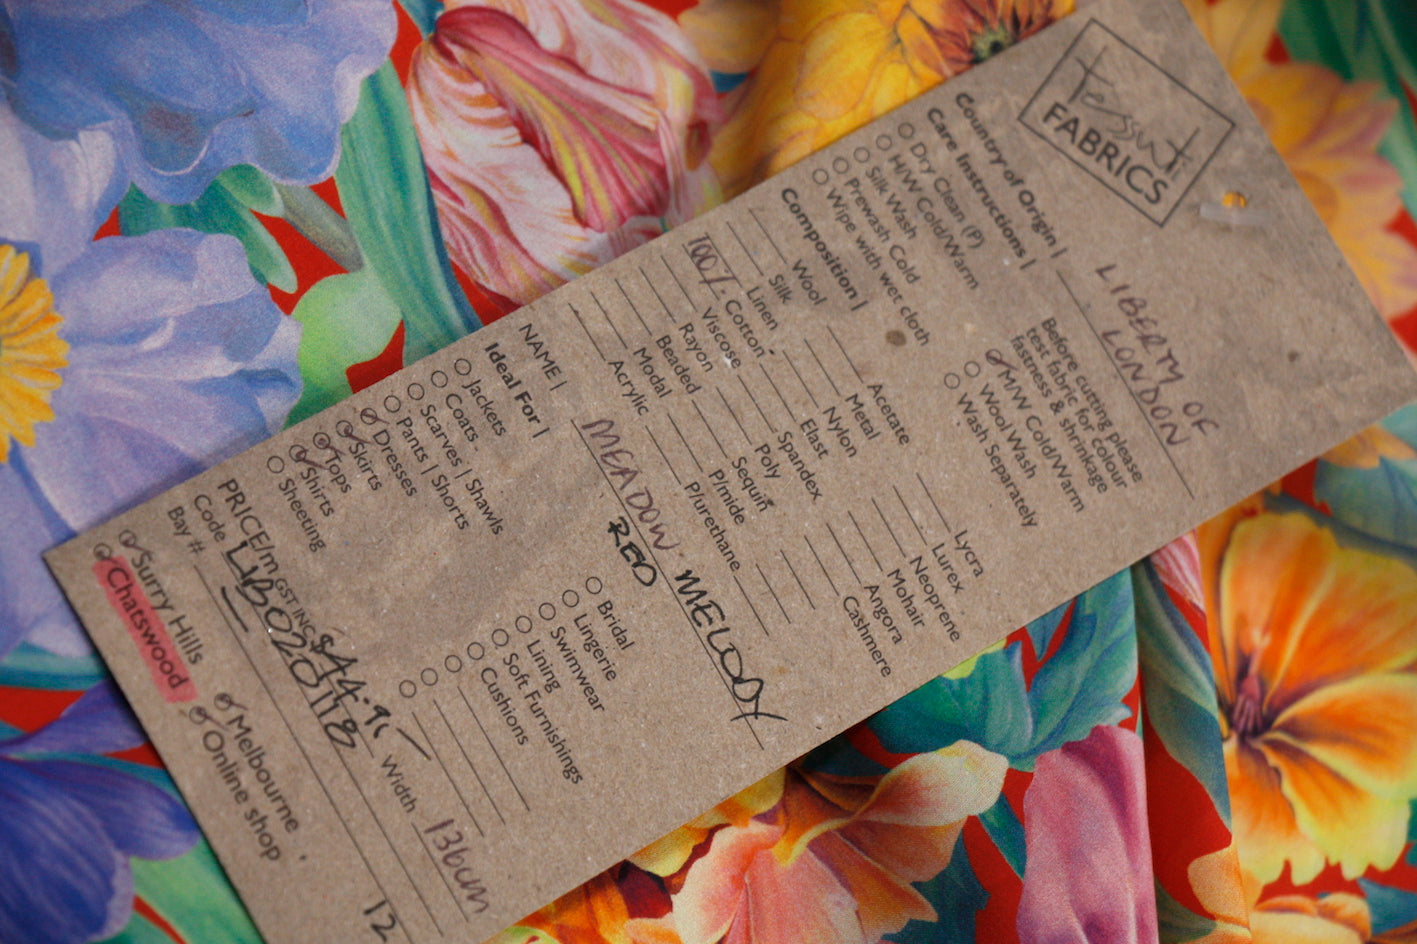 tessuti
FABRICS
LIBERTY OF
LONDON
Country of Origin |
Care Instructions |
Dry Clean (P)
H/W Cold/Warm
Silk Wash
Prewash Cold
Wipe with wet cloth
Before cutting please
test fabric for colour
fastness & shrinkage
M/W Cold/Warm
Wool Wash
Wash Separately
Composition |
Wool
Silk
Linen
100% Cotton
Viscose
Rayon
Beaded
Modal
Acrylic
Acetate
Metal
Nylon
Elast
Spandex
Poly
Sequin
P/mide
P/urethane
Lycra
Lurex
Neoprene
Mohair
Angora
Cashmere
NAME | MEADOW MELODY
RED
Ideal For |
Jackets
Coats
Scarves | Shawls
Pants | Shorts
Dresses
Skirts
Tops
Shirts
Sheeting
Bridal
Lingerie
Swimwear
Lining
Soft Furnishings
Cushions
PRICE/m GST INC $44.95 Width 136cm
Code LIB020118
Bay # 12
Surry Hills
Chatswood
Melbourne
Online shop